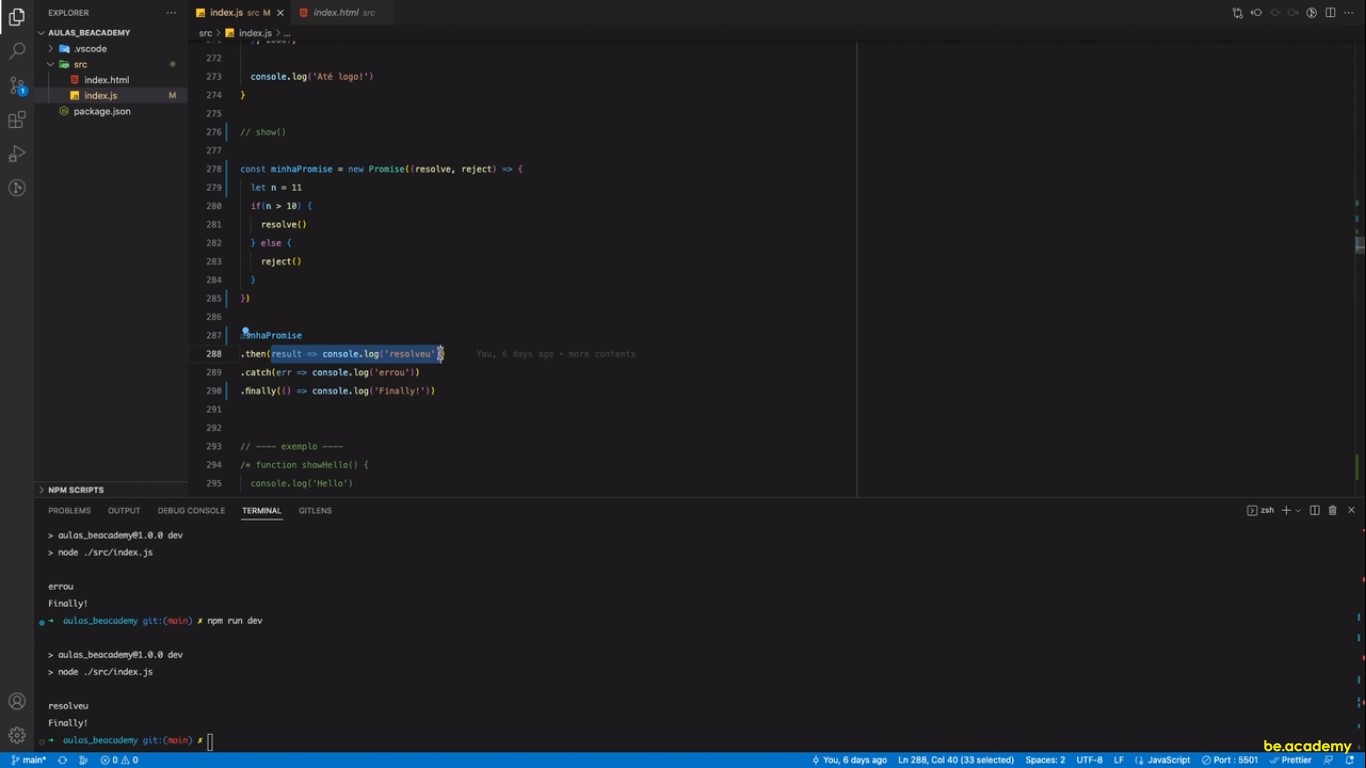 EXPLORER
index.js src M
index.html src
AULAS_BEACADEMY
src > index.js > ...
.vscode
src
index.html
index.js M
package.json
272
273 console.log('Até logo!')
274 }
275
276 // show()
277
278 const minhaPromise = new Promise((resolve, reject) => {
279 let n = 11
280 if(n > 10) {
281 resolve()
282 } else {
283 reject()
284 }
285 })
286
287 nhaPromise
288 .then(result => console.log('resolveu' You, 6 days ago • more contents
289 .catch(err => console.log('errou'))
290 .finally(() => console.log('Finally!'))
291
292
293 // ---- exemplo ----
294 /* function showHello() {
295 console.log('Hello')
NPM SCRIPTS
PROBLEMS OUTPUT DEBUG CONSOLE TERMINAL GITLENS
zsh
> aulas_beacademy@1.0.0 dev
> node ./src/index.js
errou
Finally!
➜ aulas_beacademy git:(main) ✗ npm run dev
> aulas_beacademy@1.0.0 dev
> node ./src/index.js
resolveu
Finally!
➜ aulas_beacademy git:(main) ✗
be.academy
main* 0 0 You, 6 days ago Ln 288, Col 40 (33 selected) Spaces: 2 UTF-8 LF JavaScript Port : 5501 Prettier